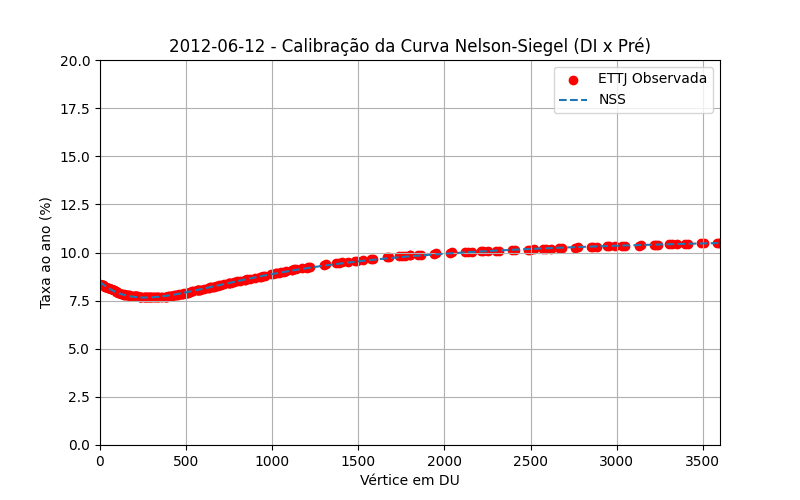 2012-06-12 - Calibração da Curva Nelson-Siegel (DI x Pré)
ETTJ Observada
NSS
Taxa ao ano (%)
20.0
17.5
15.0
12.5
10.0
7.5
5.0
2.5
0.0
0 500 1000 1500 2000 2500 3000 3500
Vértice em DU